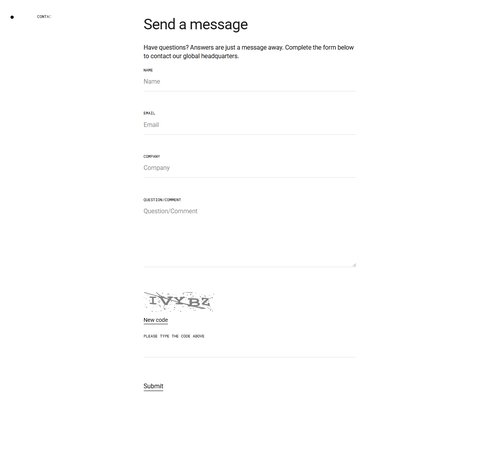 CONTAC
Send a message
Have questions? Answers are just a message away. Complete the form below
to contact our global headquarters.
NAME
Name
EMAIL
Email
COMPANY
Company
QUESTION/COMMENT
Question/Comment
IVYBZ
New code
PLEASE TYPE THE CODE ABOVE
Submit